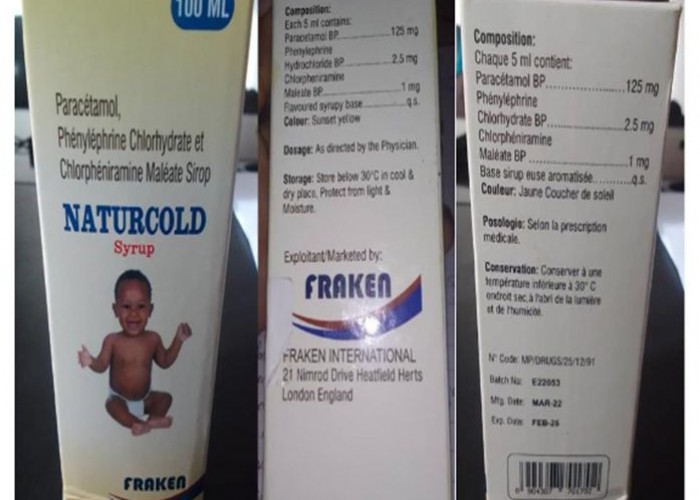 100 ML
Paracétamol,
Phényléphrine Chlorhydrate et
Chlorphéniramine Maléate Sirop
NATURCOLD
Syrup
FRAKEN
Composition:
Each 5 ml contains:
Paracetamol BP 125 mg
Phenylephrine
Hydrochloride BP 2.5 mg
Chlorpheniramine
Maleate BP 1 mg
Flavoured syrupy base q.s.
Colour: Sunset yellow
Dosage: As directed by the Physician.
Storage: Store below 30°C in cool &
dry place, Protect from light &
Moisture.
Exploitant/Marketed by:
FRAKEN
FRAKEN INTERNATIONAL
21 Nimrod Drive Heatfield Herts
London England
Composition:
Chaque 5 ml contient:
Paracétamol BP 125 mg
Phényléphrine
Chlorhydrate BP 2.5 mg
Chlorphéniramine
Maléate BP 1 mg
Base sirup euse aromatisée q.s.
Couleur: Jaune Coucher de soleil
Posologie: Selon la prescription
médicale.
Conservation: Conserver à une
température inférieure à 30° C
endroit sec, à l'abri de la lumière
et de l'humidité.
N° Code: MP/DRUGS/25/12/91
Batch No: E22053
Mfg. Date: MAR-22
Exp. Date: FEB-25